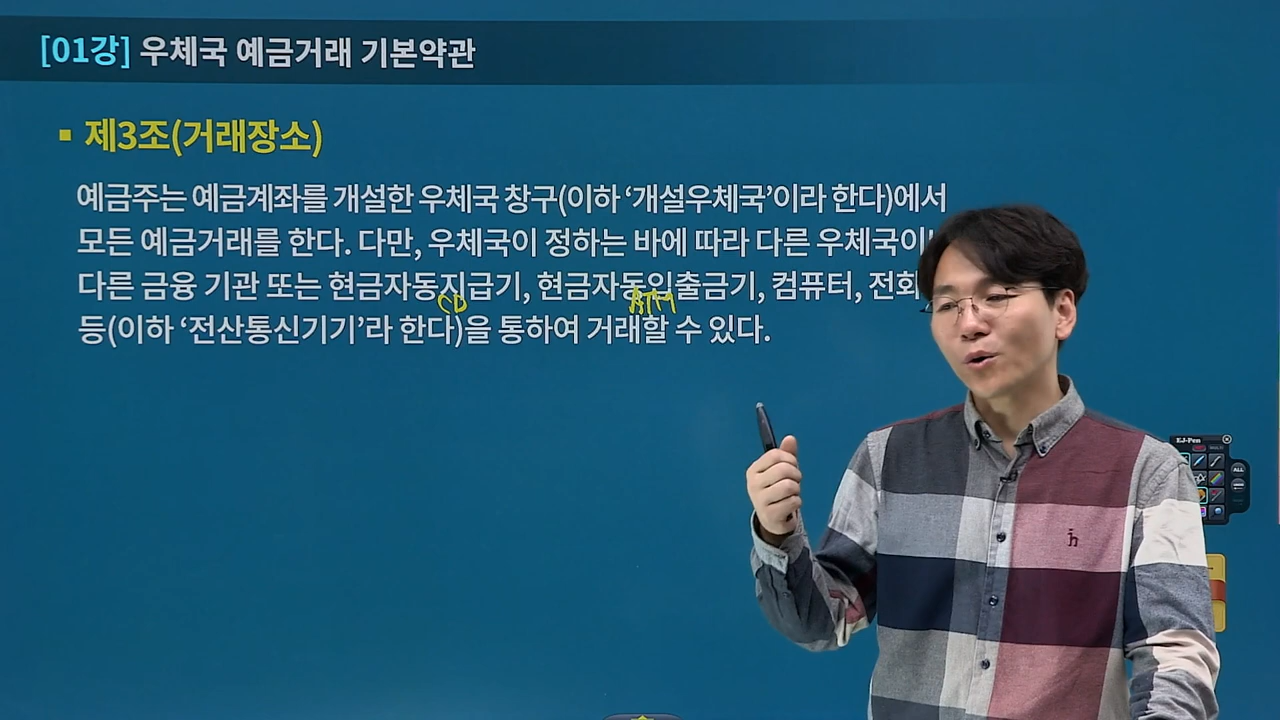 [01강] 우체국 예금거래 기본약관
▪ 제3조(거래장소)
예금주는 예금계좌를 개설한 우체국 창구(이하 ‘개설우체국’이라 한다)에서
모든 예금거래를 한다. 다만, 우체국이 정하는 바에 따라 다른 우체국이
다른 금융 기관 또는 현금자동지급기, 현금자동입출금기, 컴퓨터, 전화
CD ATM
등(이하 ‘전산통신기기’라 한다)을 통하여 거래할 수 있다.
EJ-Pen
ALL
h